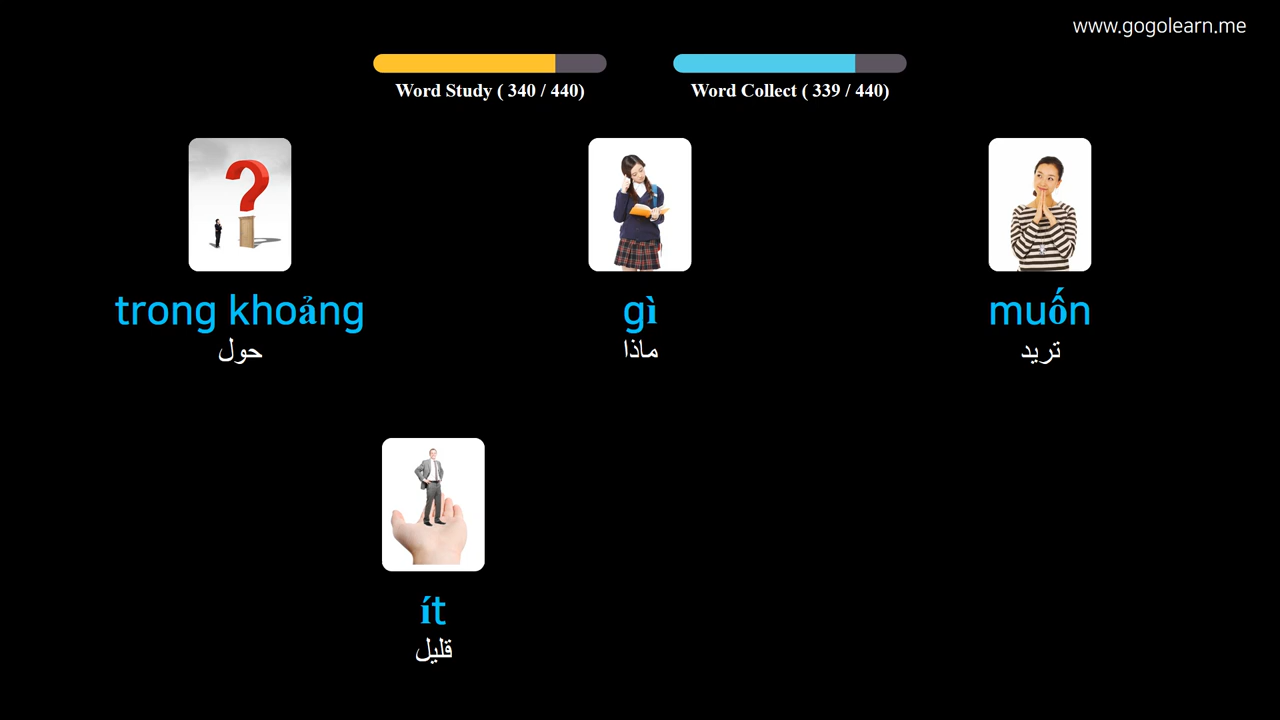 www.gogolearn.me
Word Study ( 340 / 440)
Word Collect ( 339 / 440)
trong khoảng
حول
gì
ماذا
muốn
تريد
ít
قليل